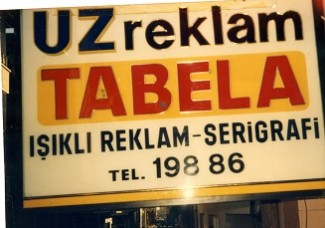 UZ reklam
TABELA
IŞIKLI REKLAM-SERİGRAFİ
TEL. 198 86